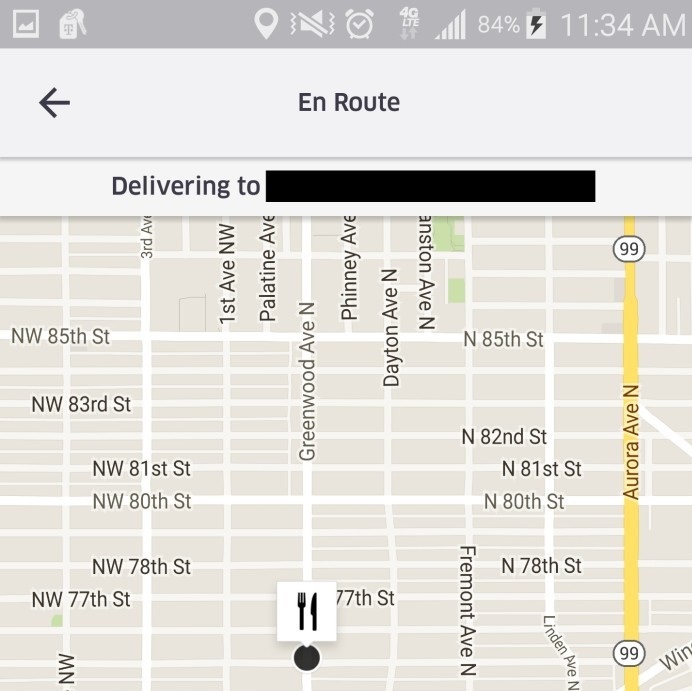 4G
LTE
84%
11:34 AM
En Route
Delivering to
3rd Ave
1st Ave NW
Palatine Ave
Phinney Ave
anston Ave N
99
NW 85th St
N 85th St
Greenwood Ave N
Dayton Ave N
NW 83rd St
Aurora Ave N
N 82nd St
NW 81st St
N 81st St
NW 80th St
N 80th St
NW 78th St
N 78th St
Fremont Ave N
NW 77th St
77th St
Linden Ave N
99
NW
Win